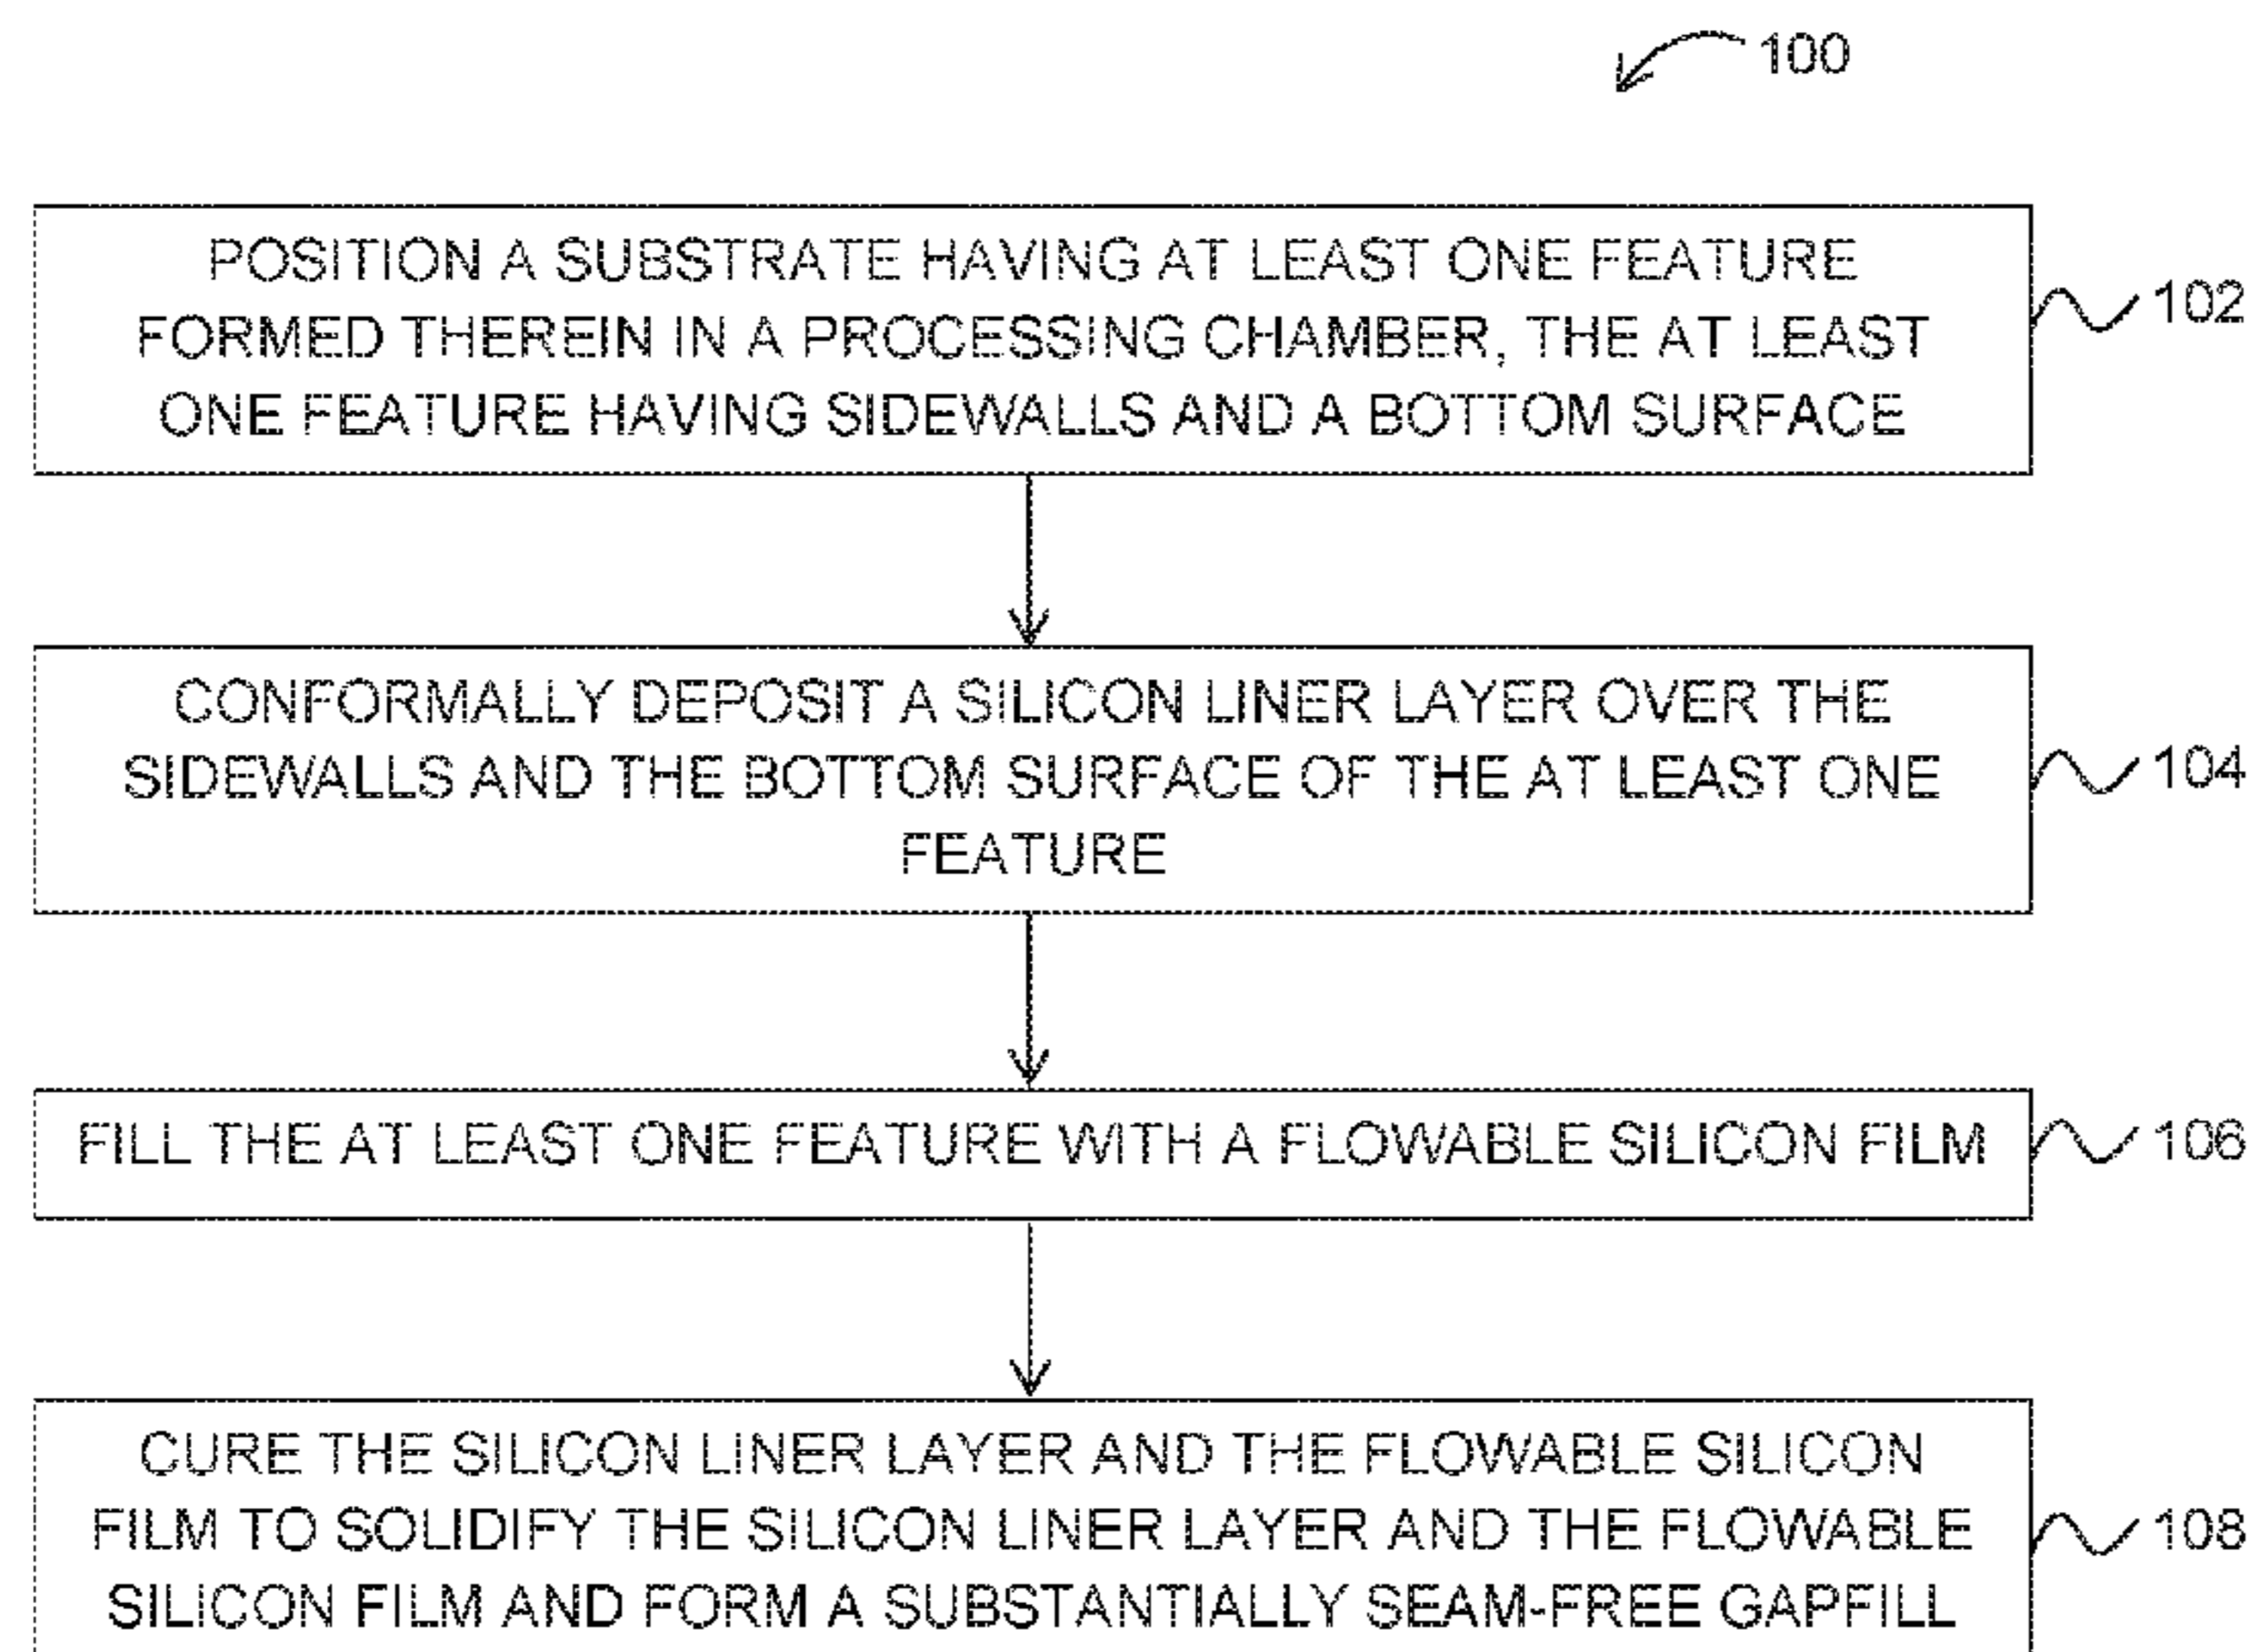 100
POSITION A SUBSTRATE HAVING AT LEAST ONE FEATURE
FORMED THEREIN IN A PROCESSING CHAMBER, THE AT LEAST
ONE FEATURE HAVING SIDEWALLS AND A BOTTOM SURFACE
102
CONFORMALLY DEPOSIT A SILICON LINER LAYER OVER THE
SIDEWALLS AND THE BOTTOM SURFACE OF THE AT LEAST ONE
FEATURE
104
FILL THE AT LEAST ONE FEATURE WITH A FLOWABLE SILICON FILM
106
CURE THE SILICON LINER LAYER AND THE FLOWABLE SILICON
FILM TO SOLIDIFY THE SILICON LINER LAYER AND THE FLOWABLE
SILICON FILM AND FORM A SUBSTANTIALLY SEAM-FREE GAPFILL
108